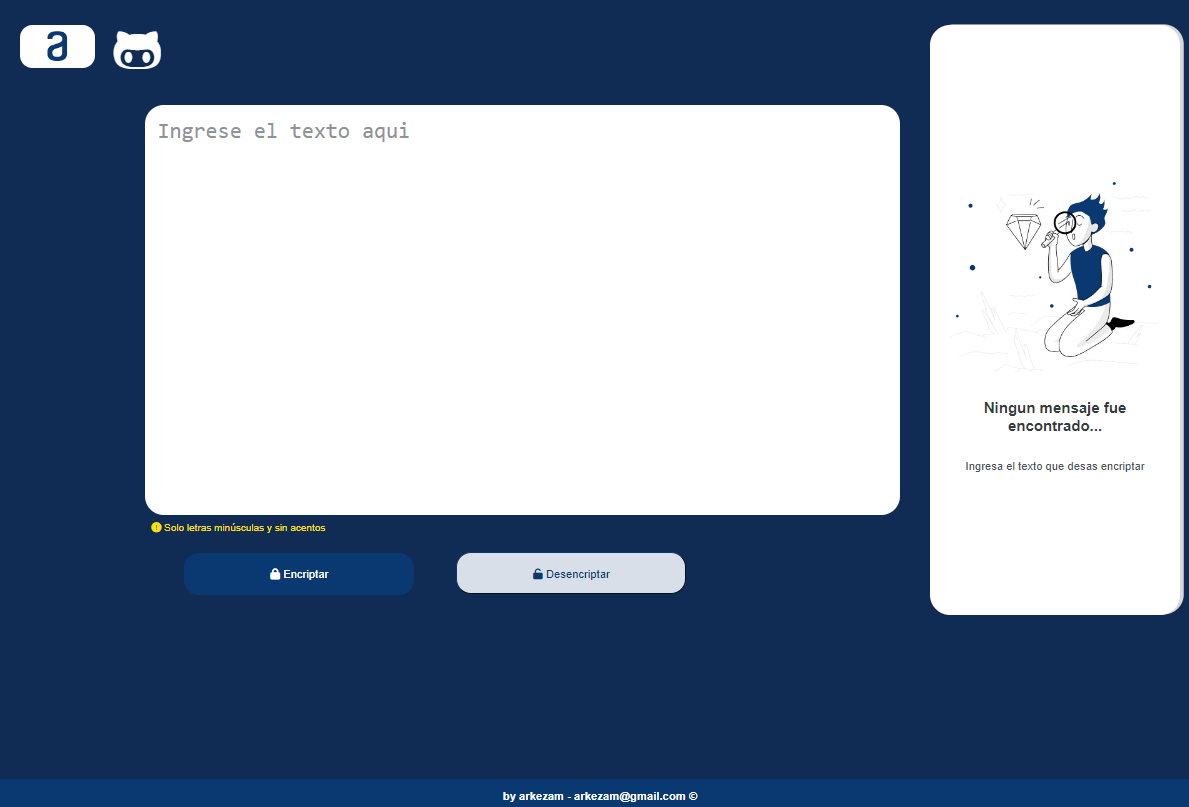 a
Ingrese el texto aqui
Solo letras minúsculas y sin acentos
Encriptar
Desencriptar
Ningun mensaje fue
encontrado...
Ingresa el texto que desas encriptar
by arkezam - arkezam@gmail.com ©